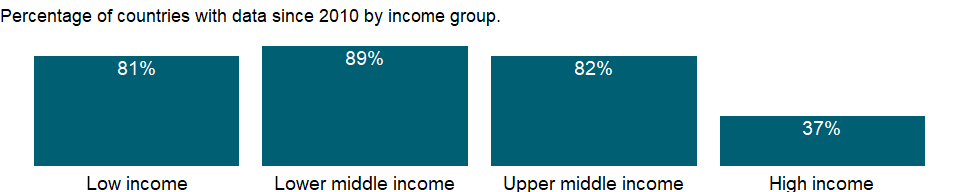 Percentage of countries with data since 2010 by income group.
81%
89%
82%
37%
Low income
Lower middle income
Upper middle income
High income